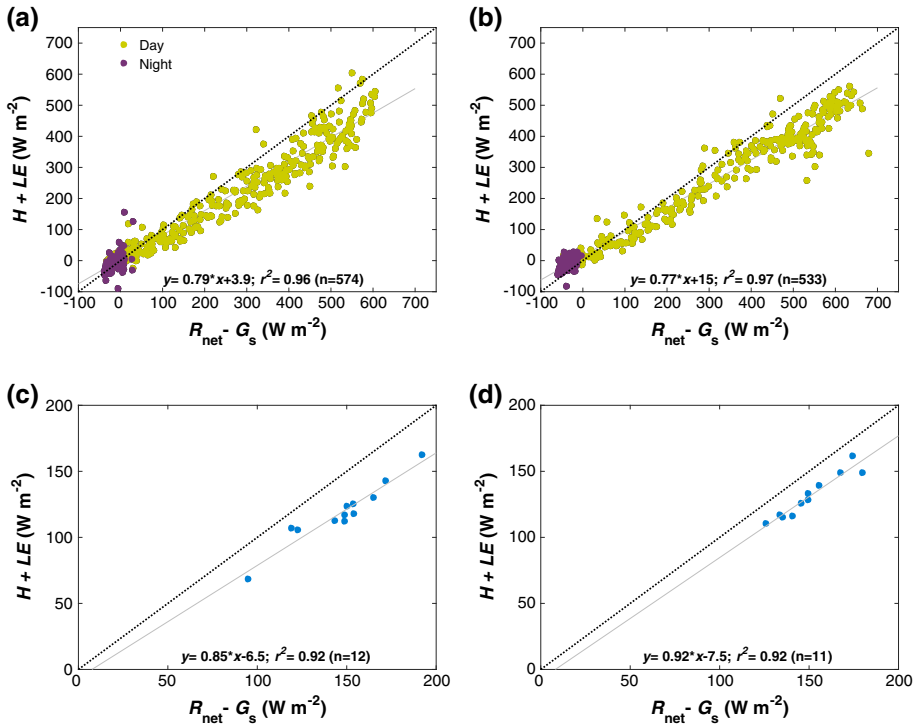 (a)
700
600
500
400
300
200
100
0
-100
H + LE (W m-2)
Day
Night
y= 0.79*x+3.9; r2= 0.96 (n=574)
-100 0 100 200 300 400 500 600 700
Rnet- Gs (W m-2)
(b)
700
600
500
400
300
200
100
0
-100
H + LE (W m-2)
y= 0.77*x+15; r2= 0.97 (n=533)
-100 0 100 200 300 400 500 600 700
Rnet- Gs (W m-2)
(c)
200
150
100
50
0
H + LE (W m-2)
y= 0.85*x-6.5; r2= 0.92 (n=12)
0 50 100 150 200
Rnet- Gs (W m-2)
(d)
200
150
100
50
0
H + LE (W m-2)
y= 0.92*x-7.5; r2= 0.92 (n=11)
0 50 100 150 200
Rnet- Gs (W m-2)